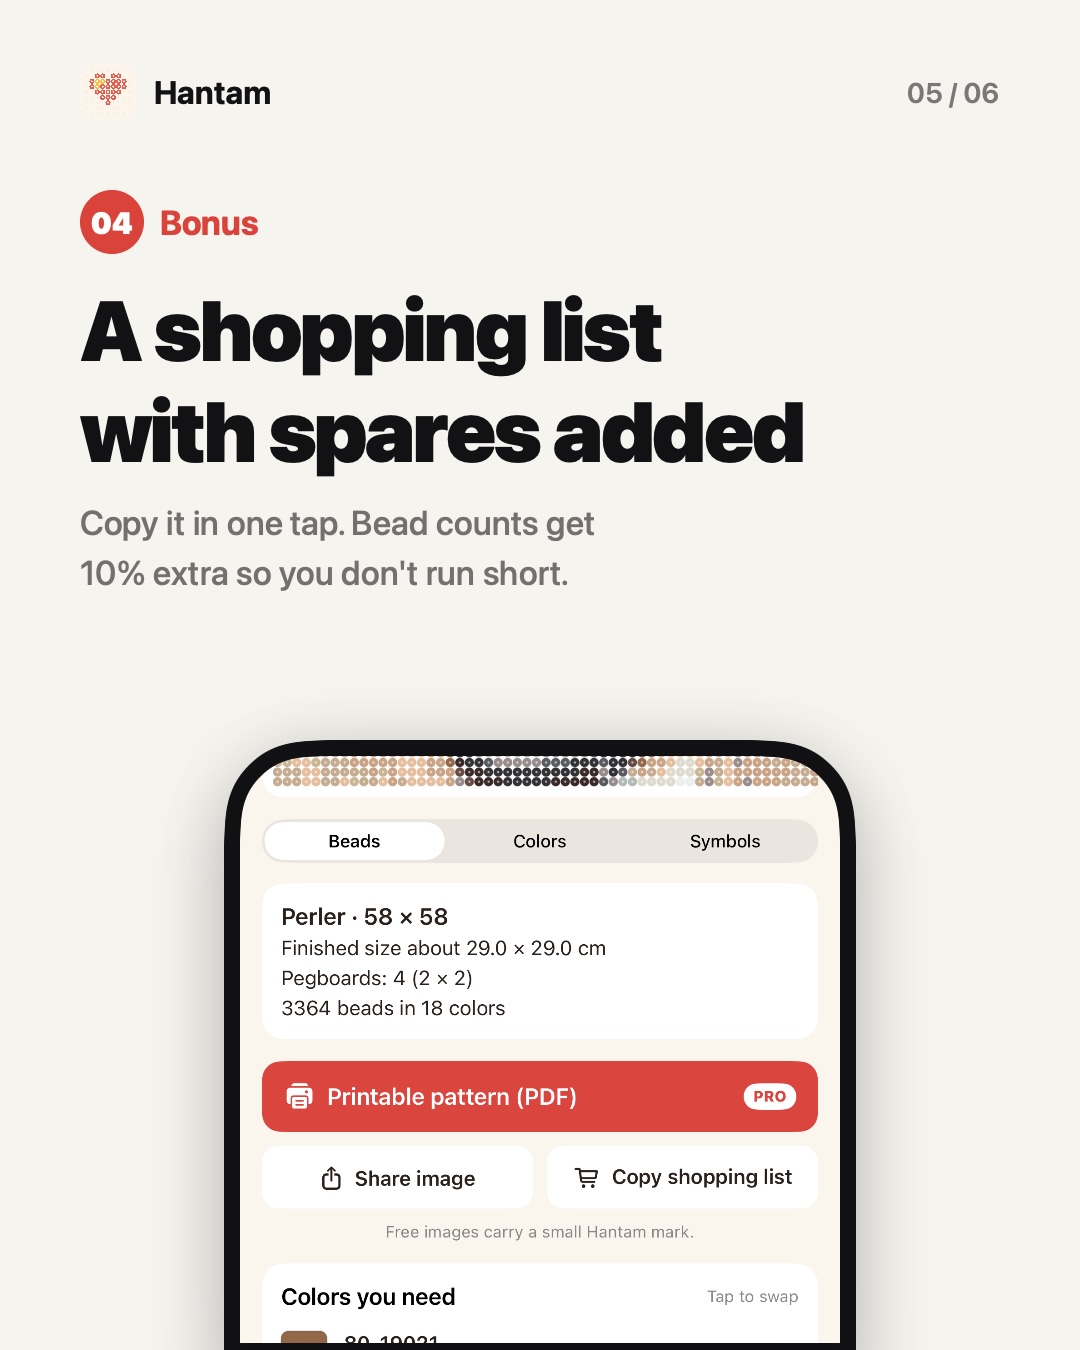 Hantam
05 / 06
04 Bonus
A shopping list
with spares added
Copy it in one tap. Bead counts get
10% extra so you don't run short.
Beads Colors Symbols
Perler · 58 × 58
Finished size about 29.0 × 29.0 cm
Pegboards: 4 (2 × 2)
3364 beads in 18 colors
Printable pattern (PDF) PRO
Share image
Copy shopping list
Free images carry a small Hantam mark.
Colors you need
Tap to swap
80-19021